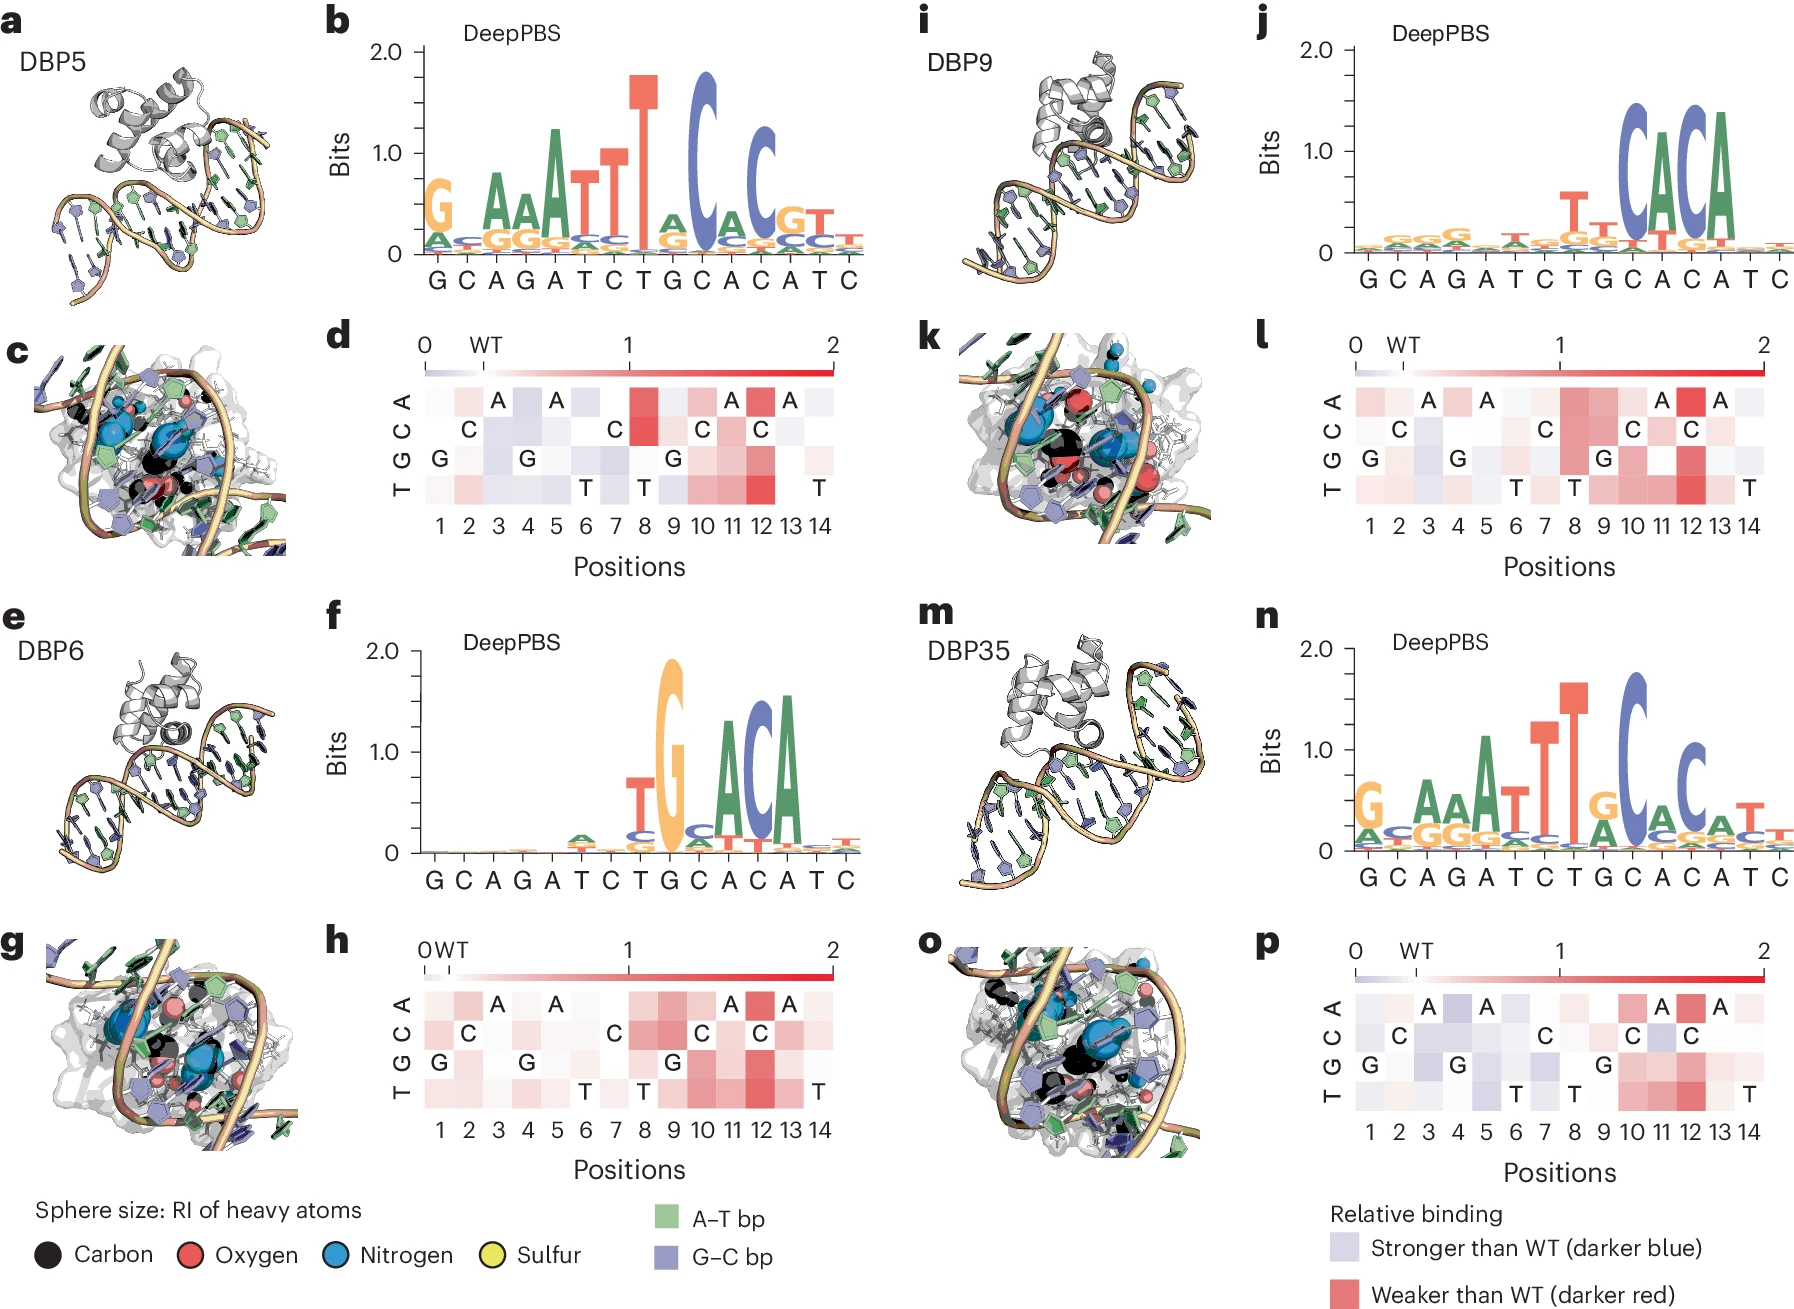 a
DBP5
b
DeepPBS
Bits
2.0
1.0
0
G C A G A T C T G C A C A T C
c
d
0 WT 1 2
A A A A A
C C C C C
G G G G
T T T T
1 2 3 4 5 6 7 8 9 10 11 12 13 14
Positions
e
DBP6
f
DeepPBS
Bits
2.0
1.0
0
G C A G A T C T G C A C A T C
g
h
0 WT 1 2
A A A A A
C C C C C
G G G G
T T T T
1 2 3 4 5 6 7 8 9 10 11 12 13 14
Positions
i
DBP9
j
DeepPBS
Bits
2.0
1.0
0
G C A G A T C T G C A C A T C
k
l
0 WT 1 2
A A A A A
C C C C C
G G G G
T T T T
1 2 3 4 5 6 7 8 9 10 11 12 13 14
Positions
m
DBP35
n
DeepPBS
Bits
2.0
1.0
0
G C A G A T C T G C A C A T C
o
p
0 WT 1 2
A A A A A
C C C C C
G G G G
T T T T
1 2 3 4 5 6 7 8 9 10 11 12 13 14
Positions
Sphere size: RI of heavy atoms
Carbon Oxygen Nitrogen Sulfur
A–T bp
G–C bp
Relative binding
Stronger than WT (darker blue)
Weaker than WT (darker red)